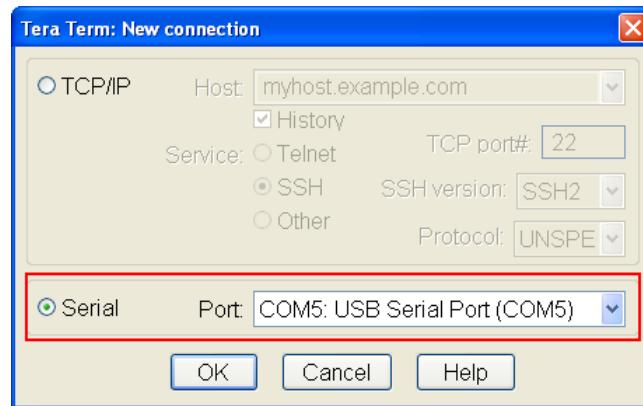 Tera Term: New connection
TCP/IP Host: myhost.example.com
History
Service: Telnet TCP port#: 22
SSH SSH version: SSH2
Other Protocol: UNSPE
Serial Port: COM5: USB Serial Port (COM5)
OK Cancel Help